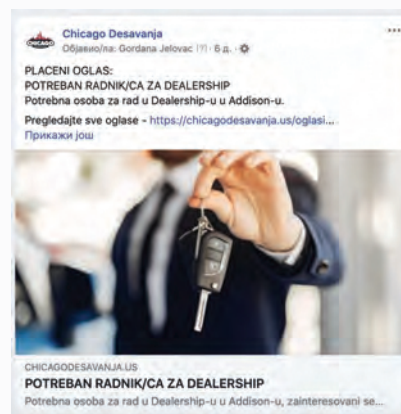 CHICAGO
Chicago Desavanja
Објавио/ла: Gordana Jelovac [?] · 6 д. ·
PLACENI OGLAS:
POTREBAN RADNIK/CA ZA DEALERSHIP
Potrebna osoba za rad u Dealership-u u Addison-u.
Pregledajte sve oglase - https://chicagodesavanja.us/oglasi...
Прикажи још
CHICAGODESAVANJA.US
POTREBAN RADNIK/CA ZA DEALERSHIP
Potrebna osoba za rad u Dealership-u u Addison-u, zainteresovani se...